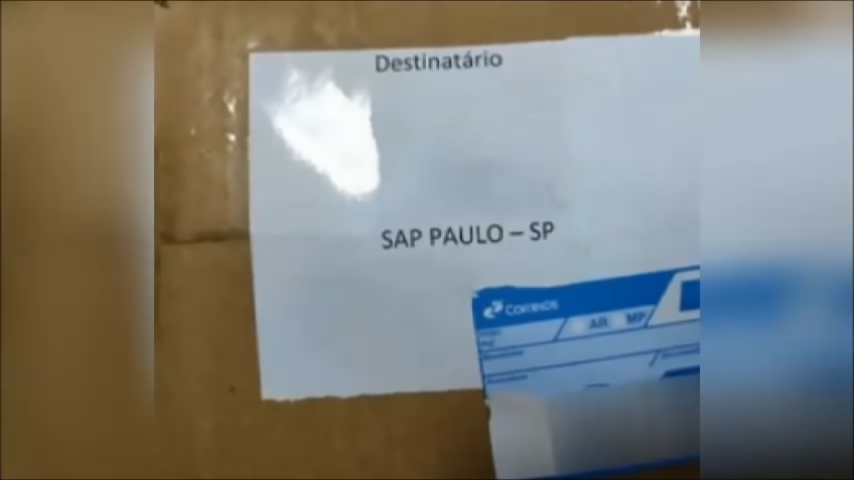 Destinatário
SAP PAULO – SP
Correios
AR MP